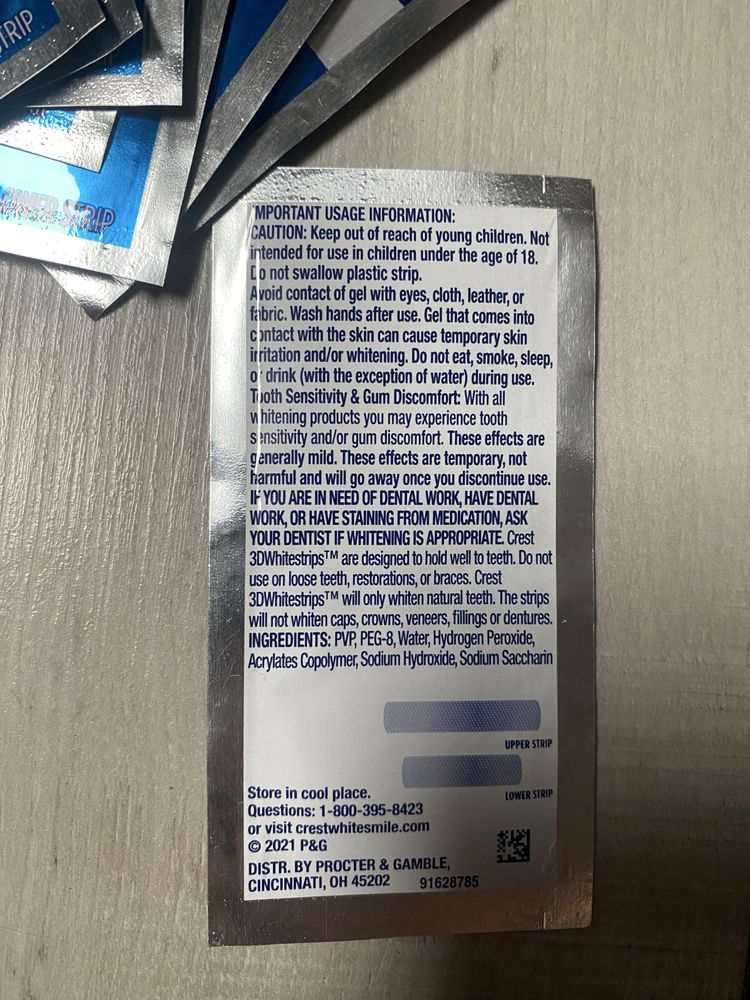 STRIP
LOWER STRIP
IMPORTANT USAGE INFORMATION:
CAUTION: Keep out of reach of young children. Not
intended for use in children under the age of 18.
Do not swallow plastic strip.
Avoid contact of gel with eyes, cloth, leather, or
fabric. Wash hands after use. Gel that comes into
contact with the skin can cause temporary skin
irritation and/or whitening. Do not eat, smoke, sleep,
or drink (with the exception of water) during use.
Tooth Sensitivity & Gum Discomfort: With all
whitening products you may experience tooth
sensitivity and/or gum discomfort. These effects are
generally mild. These effects are temporary, not
harmful and will go away once you discontinue use.
IF YOU ARE IN NEED OF DENTAL WORK, HAVE DENTAL
WORK, OR HAVE STAINING FROM MEDICATION, ASK
YOUR DENTIST IF WHITENING IS APPROPRIATE. Crest
3DWhitestrips™ are designed to hold well to teeth. Do not
use on loose teeth, restorations, or braces. Crest
3DWhitestrips™ will only whiten natural teeth. The strips
will not whiten caps, crowns, veneers, fillings or dentures.
INGREDIENTS: PVP, PEG-8, Water, Hydrogen Peroxide,
Acrylates Copolymer, Sodium Hydroxide, Sodium Saccharin
UPPER STRIP
LOWER STRIP
Store in cool place.
Questions: 1-800-395-8423
or visit crestwhitesmile.com
© 2021 P&G
DISTR. BY PROCTER & GAMBLE,
CINCINNATI, OH 45202 91628785